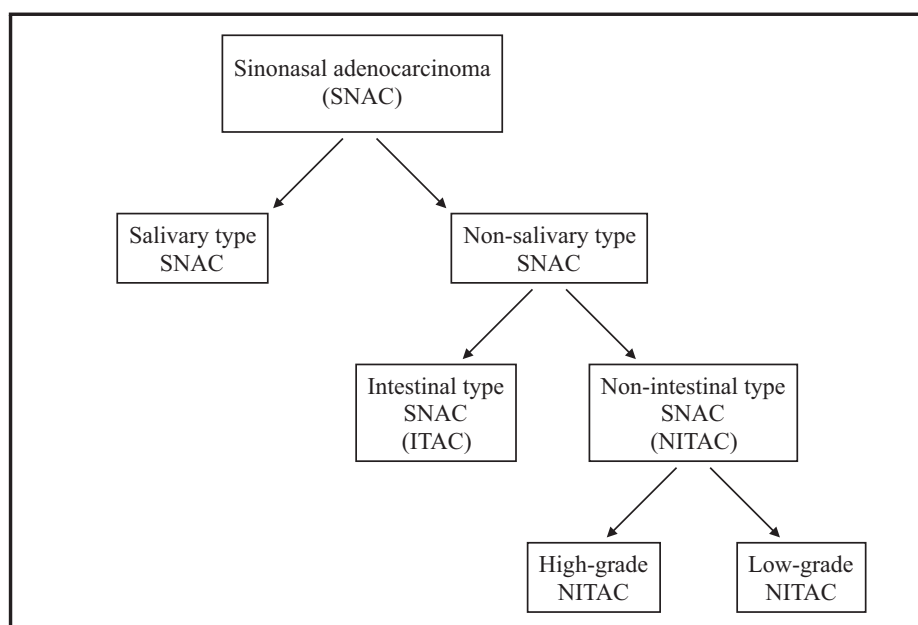 Sinonasal adenocarcinoma
(SNAC)
Salivary type
SNAC
Non-salivary type
SNAC
Intestinal type
SNAC
(ITAC)
Non-intestinal type
SNAC
(NITAC)
High-grade
NITAC
Low-grade
NITAC